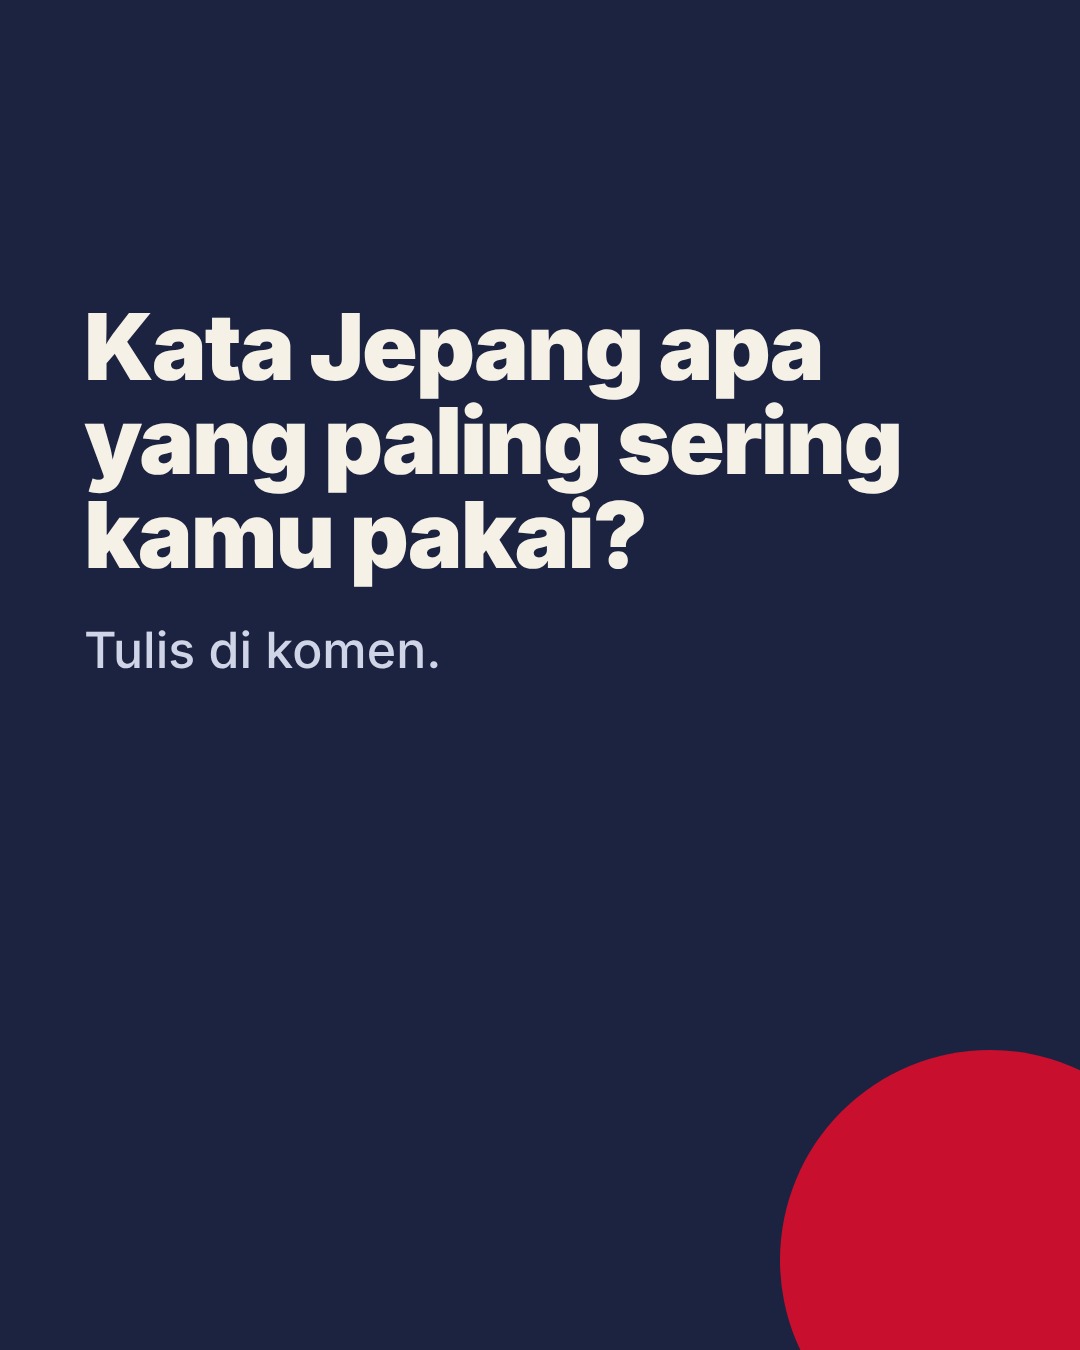 Kata Jepang apa
yang paling sering
kamu pakai?
Tulis di komen.